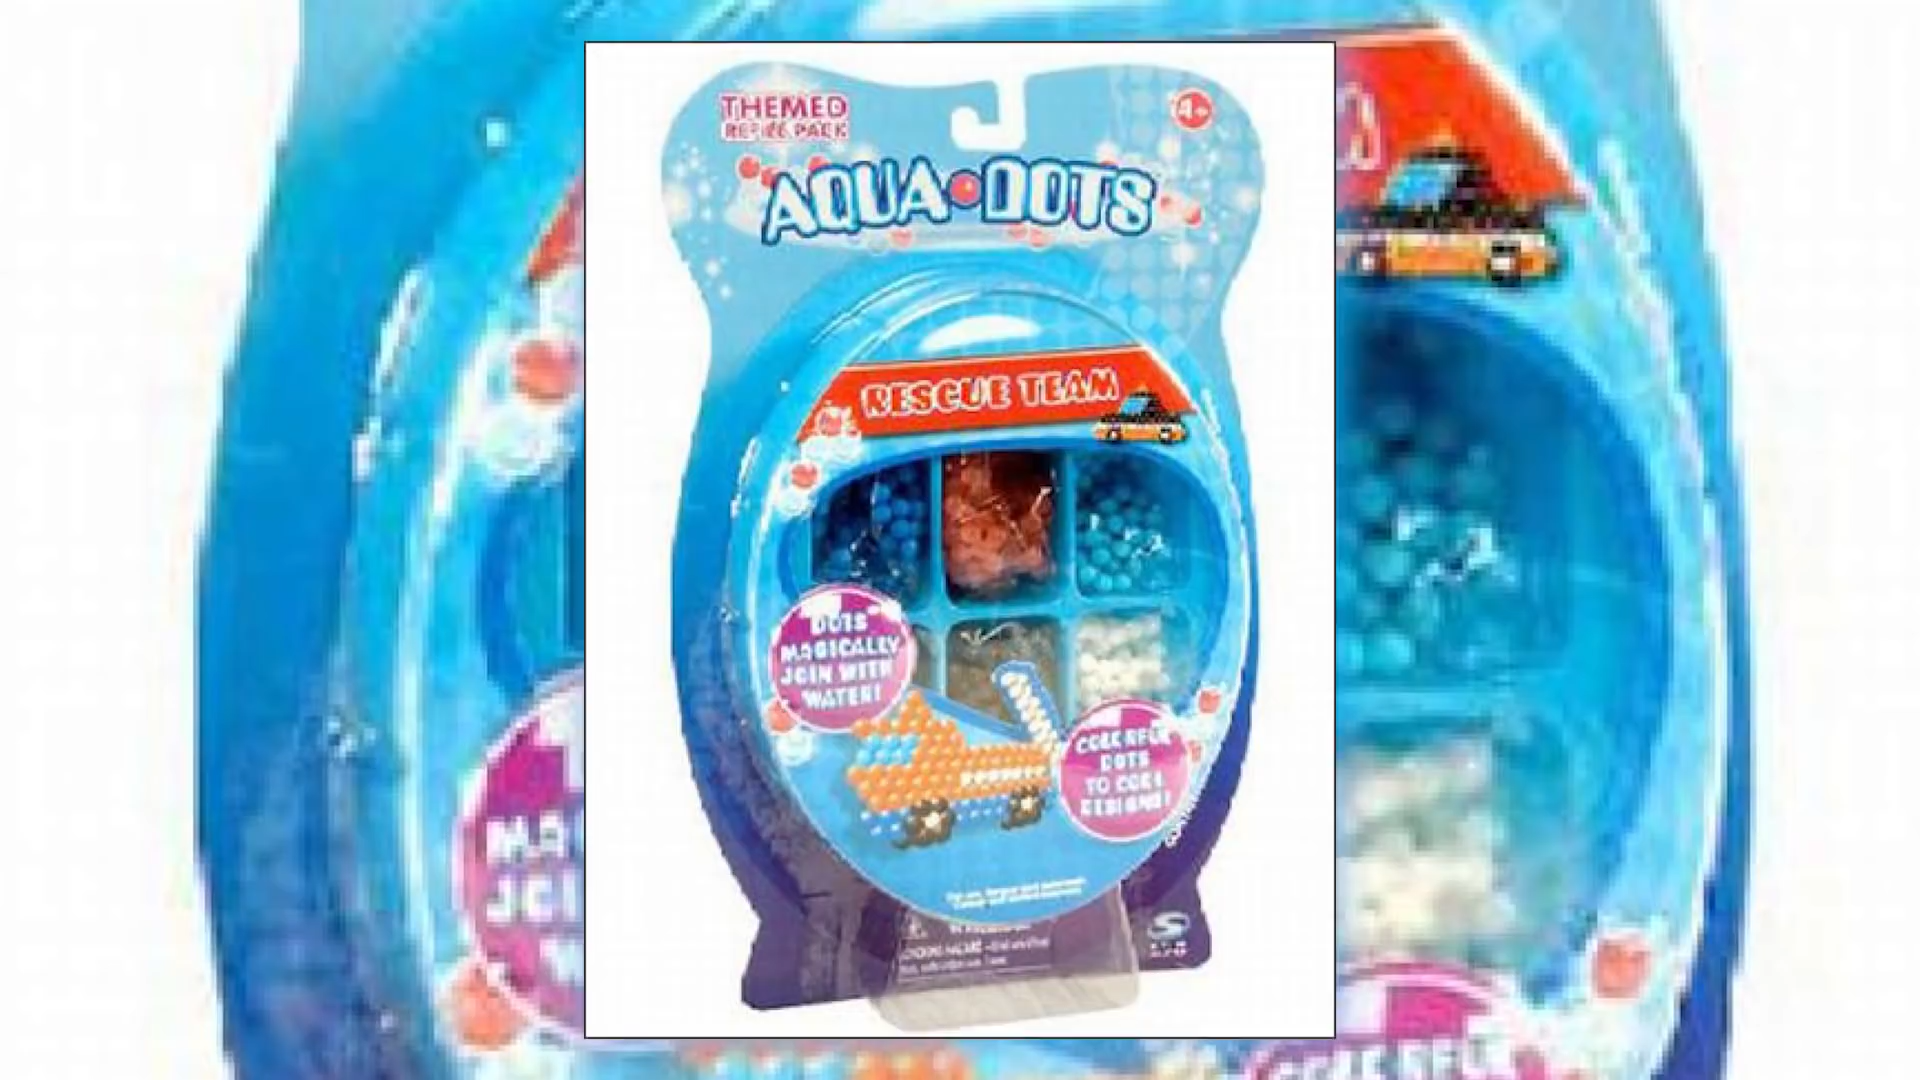 THEMED
REFILL PACK
4+
AQUA DOTS
RESCUE TEAM
DOTS
MAGICALLY
JOIN WITH
WATER!
COLORFUL
DOTS
TO COOL
DESIGNS!